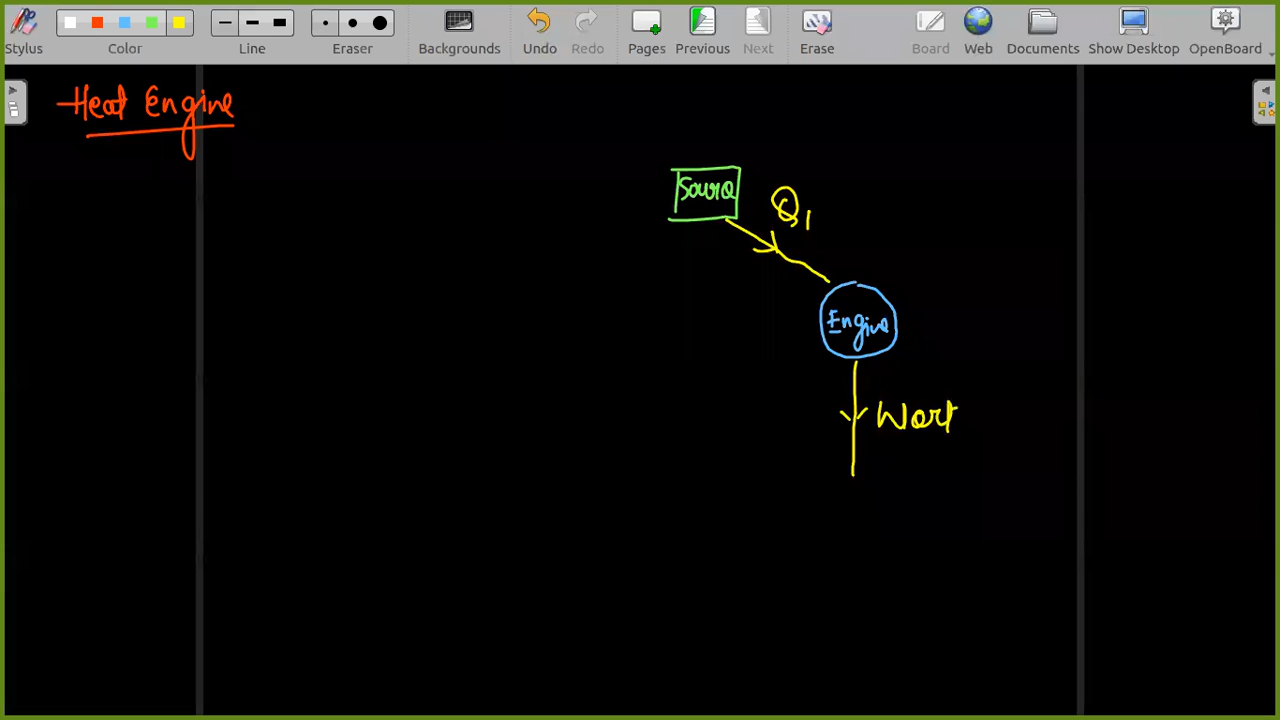 Stylus
Color
Line
Eraser
Backgrounds
Undo
Redo
Pages
Previous
Next
Erase
Board
Web
Documents
Show Desktop
OpenBoard
Heat Engine
Source
Q1
Engine
Work